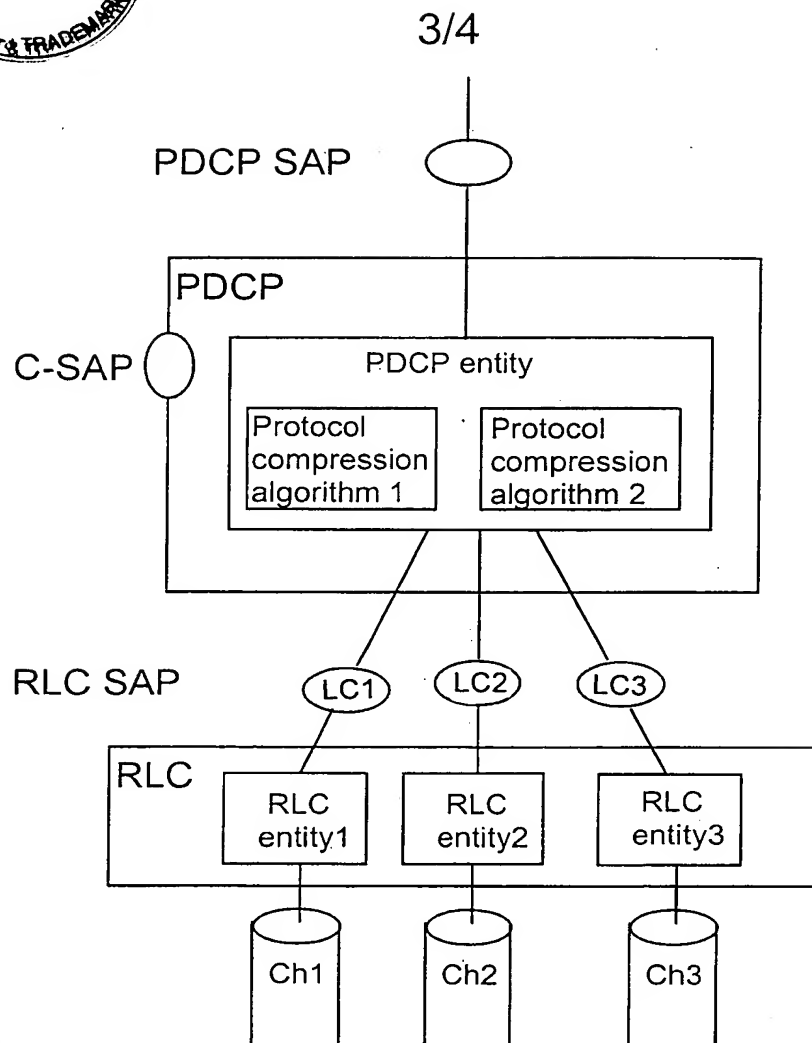 & TRADEMARK
3/4
PDCP SAP
PDCP
C-SAP
PDCP entity
Protocol
compression
algorithm 1
Protocol
compression
algorithm 2
RLC SAP
LC1
LC2
LC3
RLC
RLC
entity1
RLC
entity2
RLC
entity3
Ch1
Ch2
Ch3